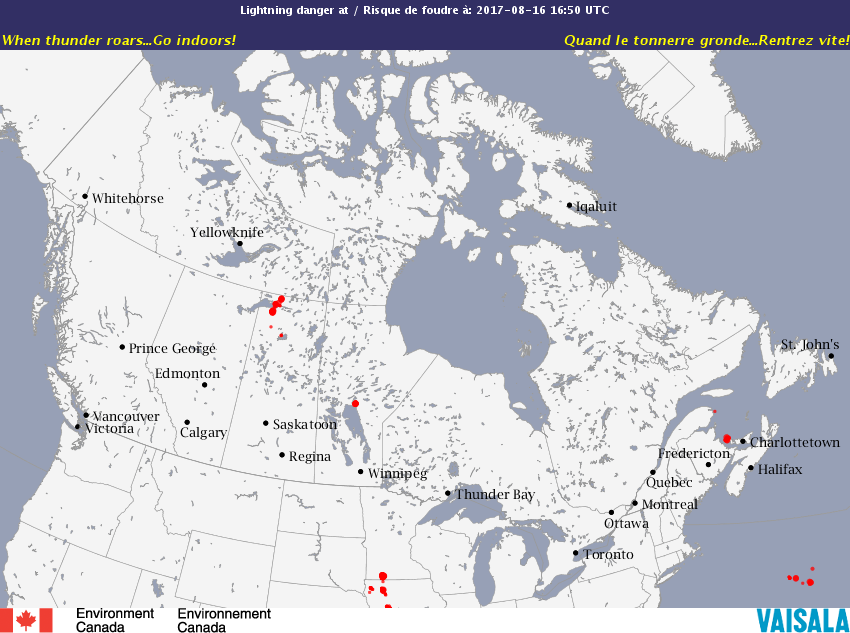 Lightning danger at / Risque de foudre à: 2017-08-16 16:50 UTC
When thunder roars...Go indoors!
Quand le tonnerre gronde...Rentrez vite!
Whitehorse
Iqaluit
Yellowknife
St. John's
Prince George
Edmonton
Vancouver
Victoria
Calgary
Saskatoon
Charlottetown
Fredericton
Regina
Halifax
Winnipeg
Quebec
Thunder Bay
Montreal
Ottawa
Toronto
Environment
Canada
Environnement
Canada
VAISALA